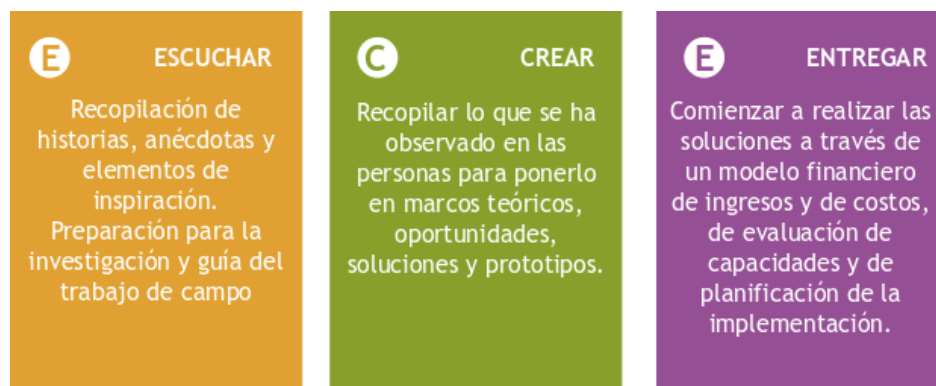 E ESCUCHAR
Recopilación de
historias, anécdotas y
elementos de
inspiración.
Preparación para la
investigación y guía del
trabajo de campo
C CREAR
Recopilar lo que se ha
observado en las
personas para ponerlo
en marcos teóricos,
oportunidades,
soluciones y prototipos.
E ENTREGAR
Comienzar a realizar las
soluciones a través de
un modelo financiero
de ingresos y de costos,
de evaluación de
capacidades y de
planificación de la
implementación.